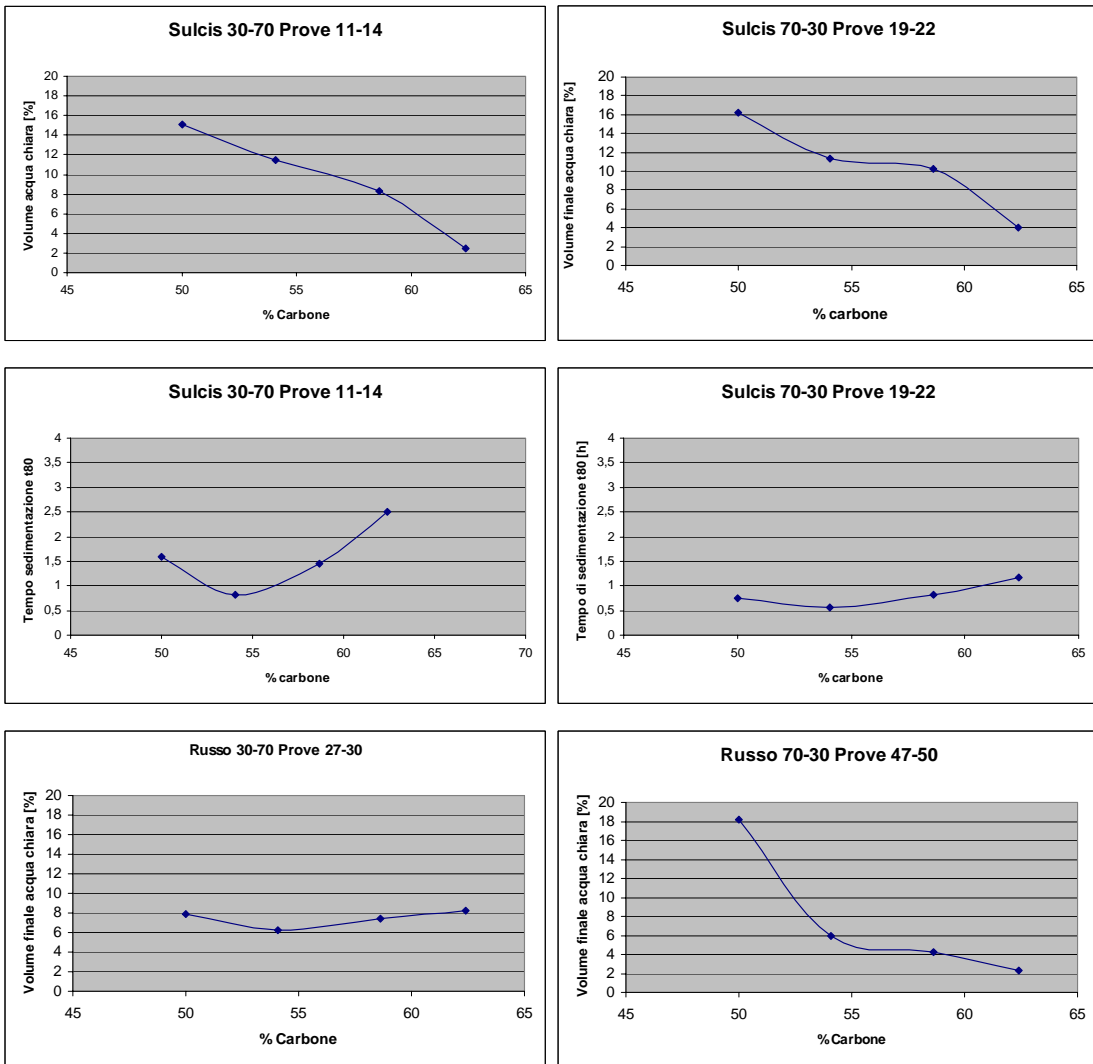 Sulcis 30-70 Prove 11-14
Volume acqua chiara [%]
20
18
16
14
12
10
8
6
4
2
0
45 50 55 60 65
% Carbone
Sulcis 70-30 Prove 19-22
Volume finale acqua chiara [%]
20
18
16
14
12
10
8
6
4
2
0
45 50 55 60 65
% carbone
Sulcis 30-70 Prove 11-14
Tempo sedimentazione t80
4
3,5
3
2,5
2
1,5
1
0,5
0
45 50 55 60 65 70
% carbone
Sulcis 70-30 Prove 19-22
Tempo di sedimentazione t80 [h]
4
3,5
3
2,5
2
1,5
1
0,5
0
45 50 55 60 65
% carbone
Russo 30-70 Prove 27-30
Volume finale acqua chiara [%]
20
18
16
14
12
10
8
6
4
2
0
45 50 55 60 65
% Carbone
Russo 70-30 Prove 47-50
Volume finale acqua chiara [%]
20
18
16
14
12
10
8
6
4
2
0
45 50 55 60 65
% Carbone